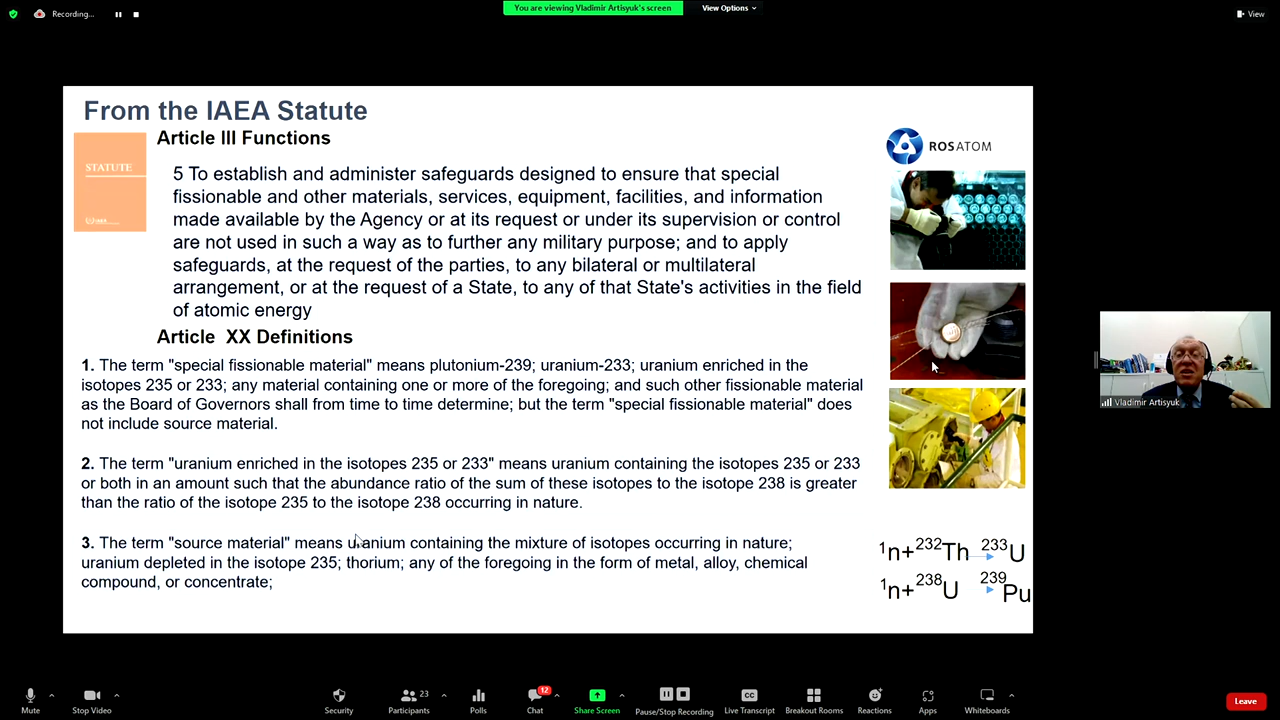 Recording...
You are viewing Vladimir Artisyuk's screen
View Options
View
From the IAEA Statute
STATUTE
Article III Functions
5 To establish and administer safeguards designed to ensure that special
fissionable and other materials, services, equipment, facilities, and information
made available by the Agency or at its request or under its supervision or control
are not used in such a way as to further any military purpose; and to apply
safeguards, at the request of the parties, to any bilateral or multilateral
arrangement, or at the request of a State, to any of that State's activities in the field
of atomic energy
ROSATOM
Article XX Definitions
1. The term "special fissionable material" means plutonium-239; uranium-233; uranium enriched in the
isotopes 235 or 233; any material containing one or more of the foregoing; and such other fissionable material
as the Board of Governors shall from time to time determine; but the term "special fissionable material" does
not include source material.
2. The term "uranium enriched in the isotopes 235 or 233" means uranium containing the isotopes 235 or 233
or both in an amount such that the abundance ratio of the sum of these isotopes to the isotope 238 is greater
than the ratio of the isotope 235 to the isotope 238 occurring in nature.
3. The term "source material" means uranium containing the mixture of isotopes occurring in nature;
uranium depleted in the isotope 235; thorium; any of the foregoing in the form of metal, alloy, chemical
compound, or concentrate;
¹n+²³²Th ²³³U
¹n+²³⁸U ²³⁹Pu
Vladimir Artisyuk
Mute
Stop Video
Security
23
Participants
Polls
12
Chat
Share Screen
Pause/Stop Recording
CC
Live Transcript
Breakout Rooms
Reactions
Apps
Whiteboards
Leave